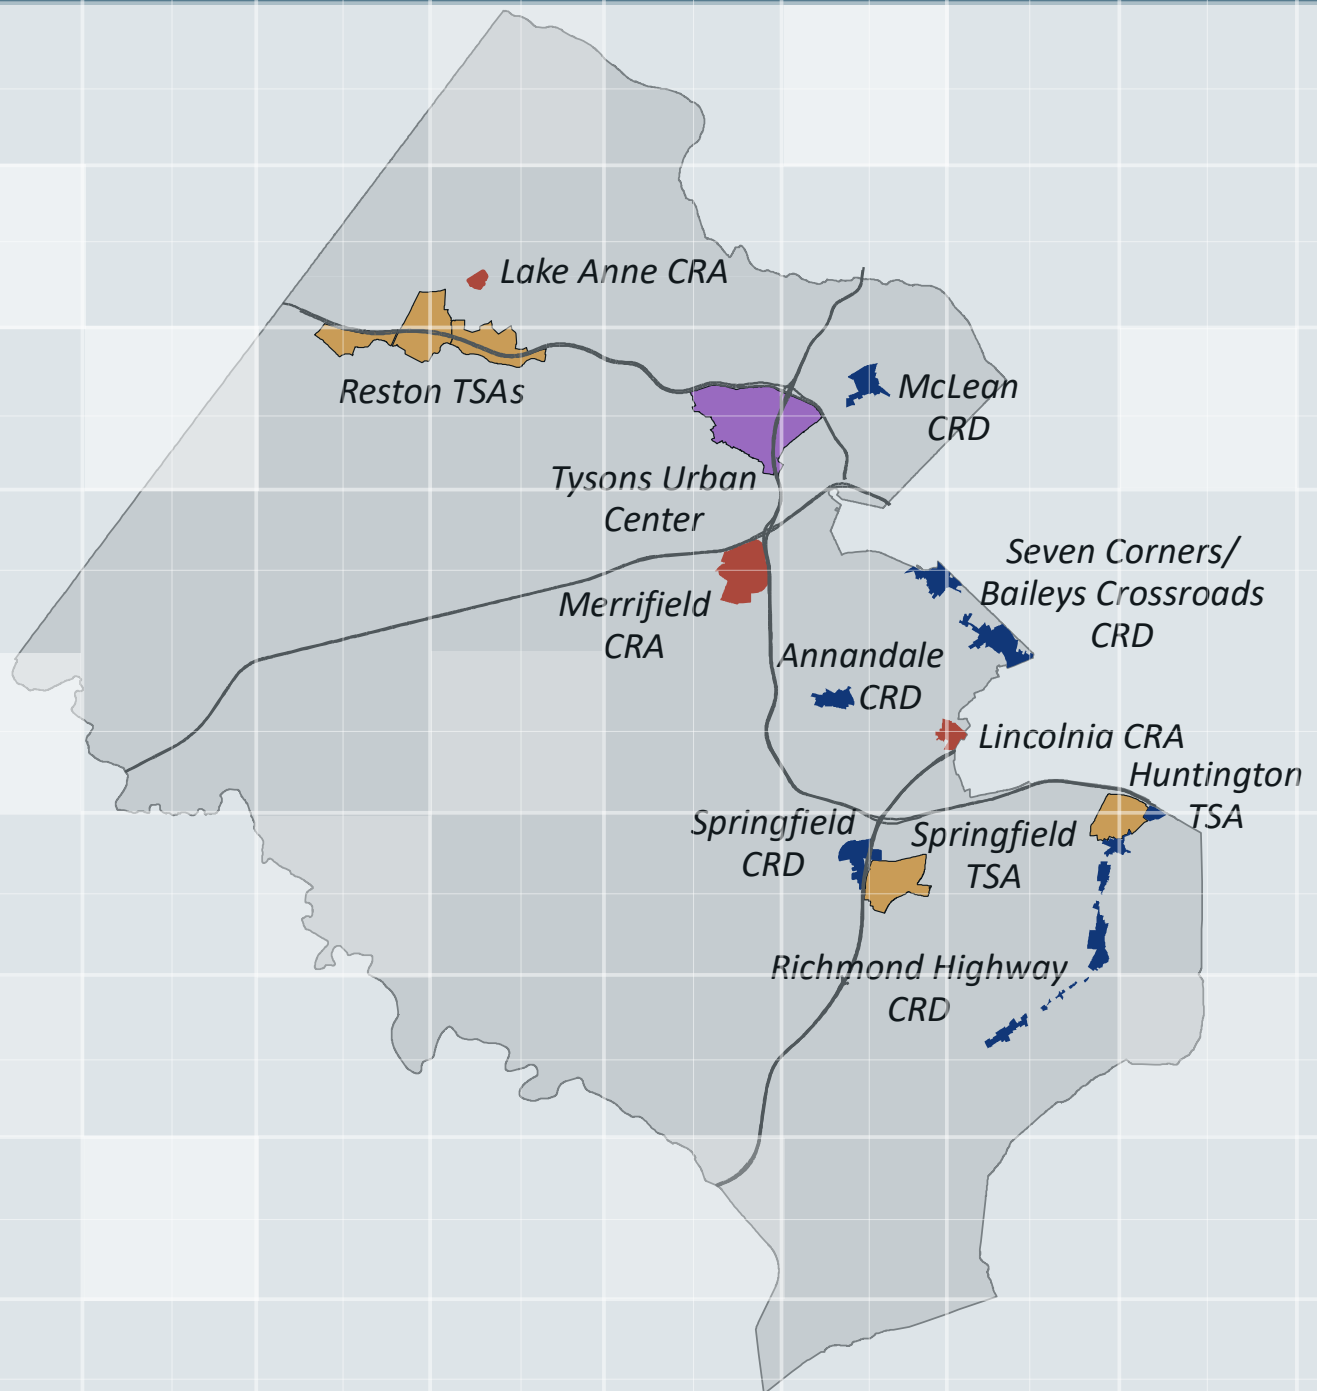 Lake Anne CRA
Reston TSAs
McLean
CRD
Tysons Urban
Center
Seven Corners/
Baileys Crossroads
CRD
Merrifield
CRA
Annandale
CRD
Lincolnia CRA
Huntington
TSA
Springfield
CRD
Springfield
TSA
Richmond Highway
CRD